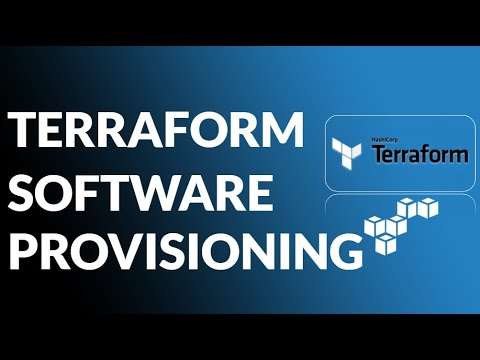 TERRAFORM
SOFTWARE
PROVISIONING
HashiCorp
Terraform